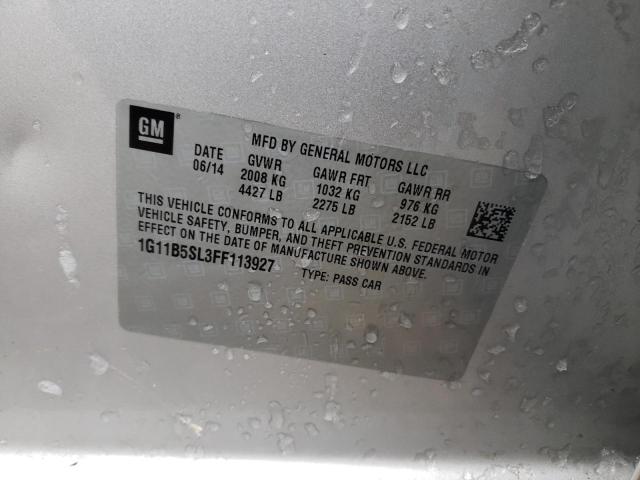 GM ®
MFD BY GENERAL MOTORS LLC
DATE GVWR GAWR FRT GAWR RR
06/14 2008 KG 1032 KG 976 KG
4427 LB 2275 LB 2152 LB
THIS VEHICLE CONFORMS TO ALL APPLICABLE U.S. FEDERAL MOTOR
VEHICLE SAFETY, BUMPER, AND THEFT PREVENTION STANDARDS IN
EFFECT ON THE DATE OF MANUFACTURE SHOWN ABOVE.
1G11B5SL3FF113927 TYPE: PASS CAR